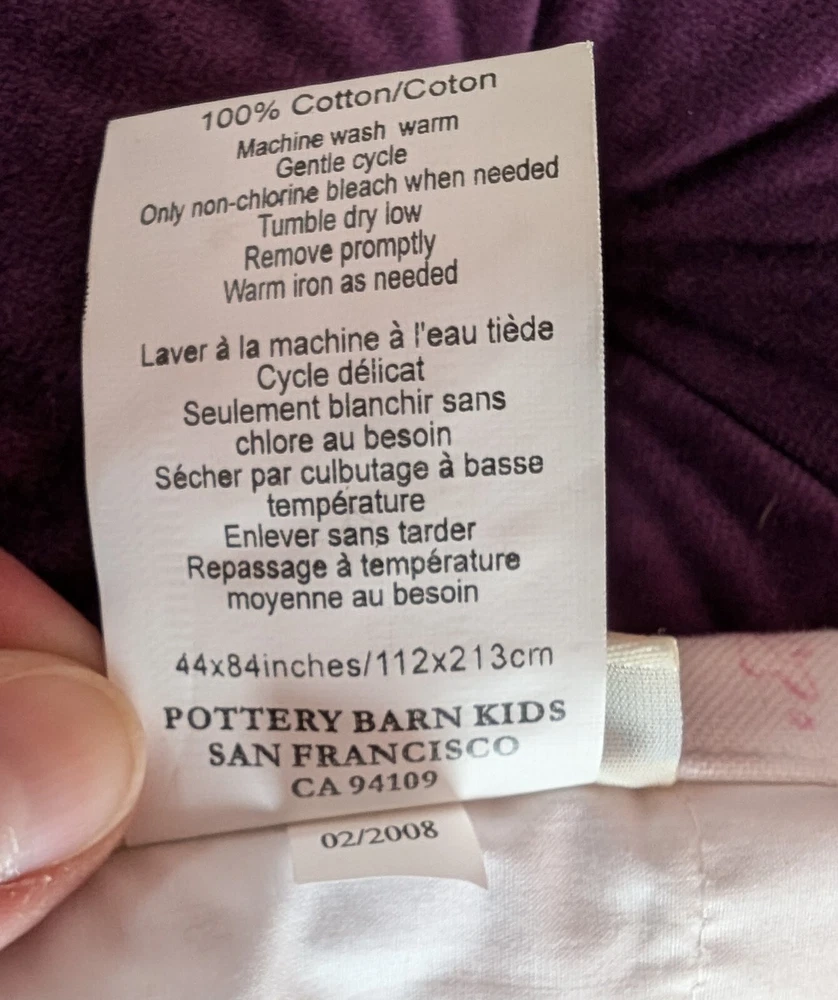 100% Cotton/Coton
Machine wash warm
Gentle cycle
Only non-chlorine bleach when needed
Tumble dry low
Remove promptly
Warm iron as needed
Laver à la machine à l'eau tiède
Cycle délicat
Seulement blanchir sans
chlore au besoin
Sécher par culbutage à basse
température
Enlever sans tarder
Repassage à température
moyenne au besoin
44x84inches/112x213cm
POTTERY BARN KIDS
SAN FRANCISCO
CA 94109
02/2008